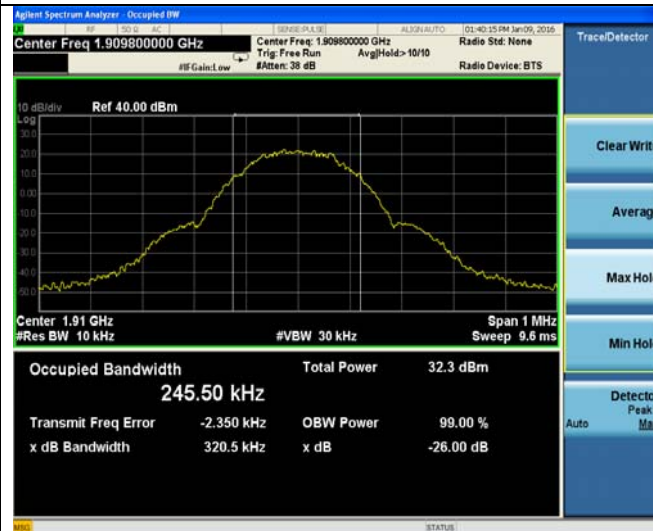 Agilent Spectrum Analyzer - Occupied BW
RF 50 Ω AC SENSE:PULSE ALIGN AUTO 01:40:15 PM Jan 09, 2016
Center Freq 1.909800000 GHz
Center Freq: 1.909800000 GHz
Radio Std: None
Trig: Free Run Avg|Hold:>10/10
#IFGain:Low #Atten: 38 dB Radio Device: BTS
Trace/Detector
10 dB/div Ref 40.00 dBm
Log
30.0
20.0
10.0
0.00
-10.0
-20.0
-30.0
-40.0
-50.0
Center 1.91 GHz Span 1 MHz
#Res BW 10 kHz #VBW 30 kHz Sweep 9.6 ms
Occupied Bandwidth Total Power 32.3 dBm
245.50 kHz
Transmit Freq Error -2.350 kHz OBW Power 99.00 %
x dB Bandwidth 320.5 kHz x dB -26.00 dB
Clear Writ
Averag
Max Hol
Min Hol
Detecto
Peak
Auto Ma
MSG STATUS